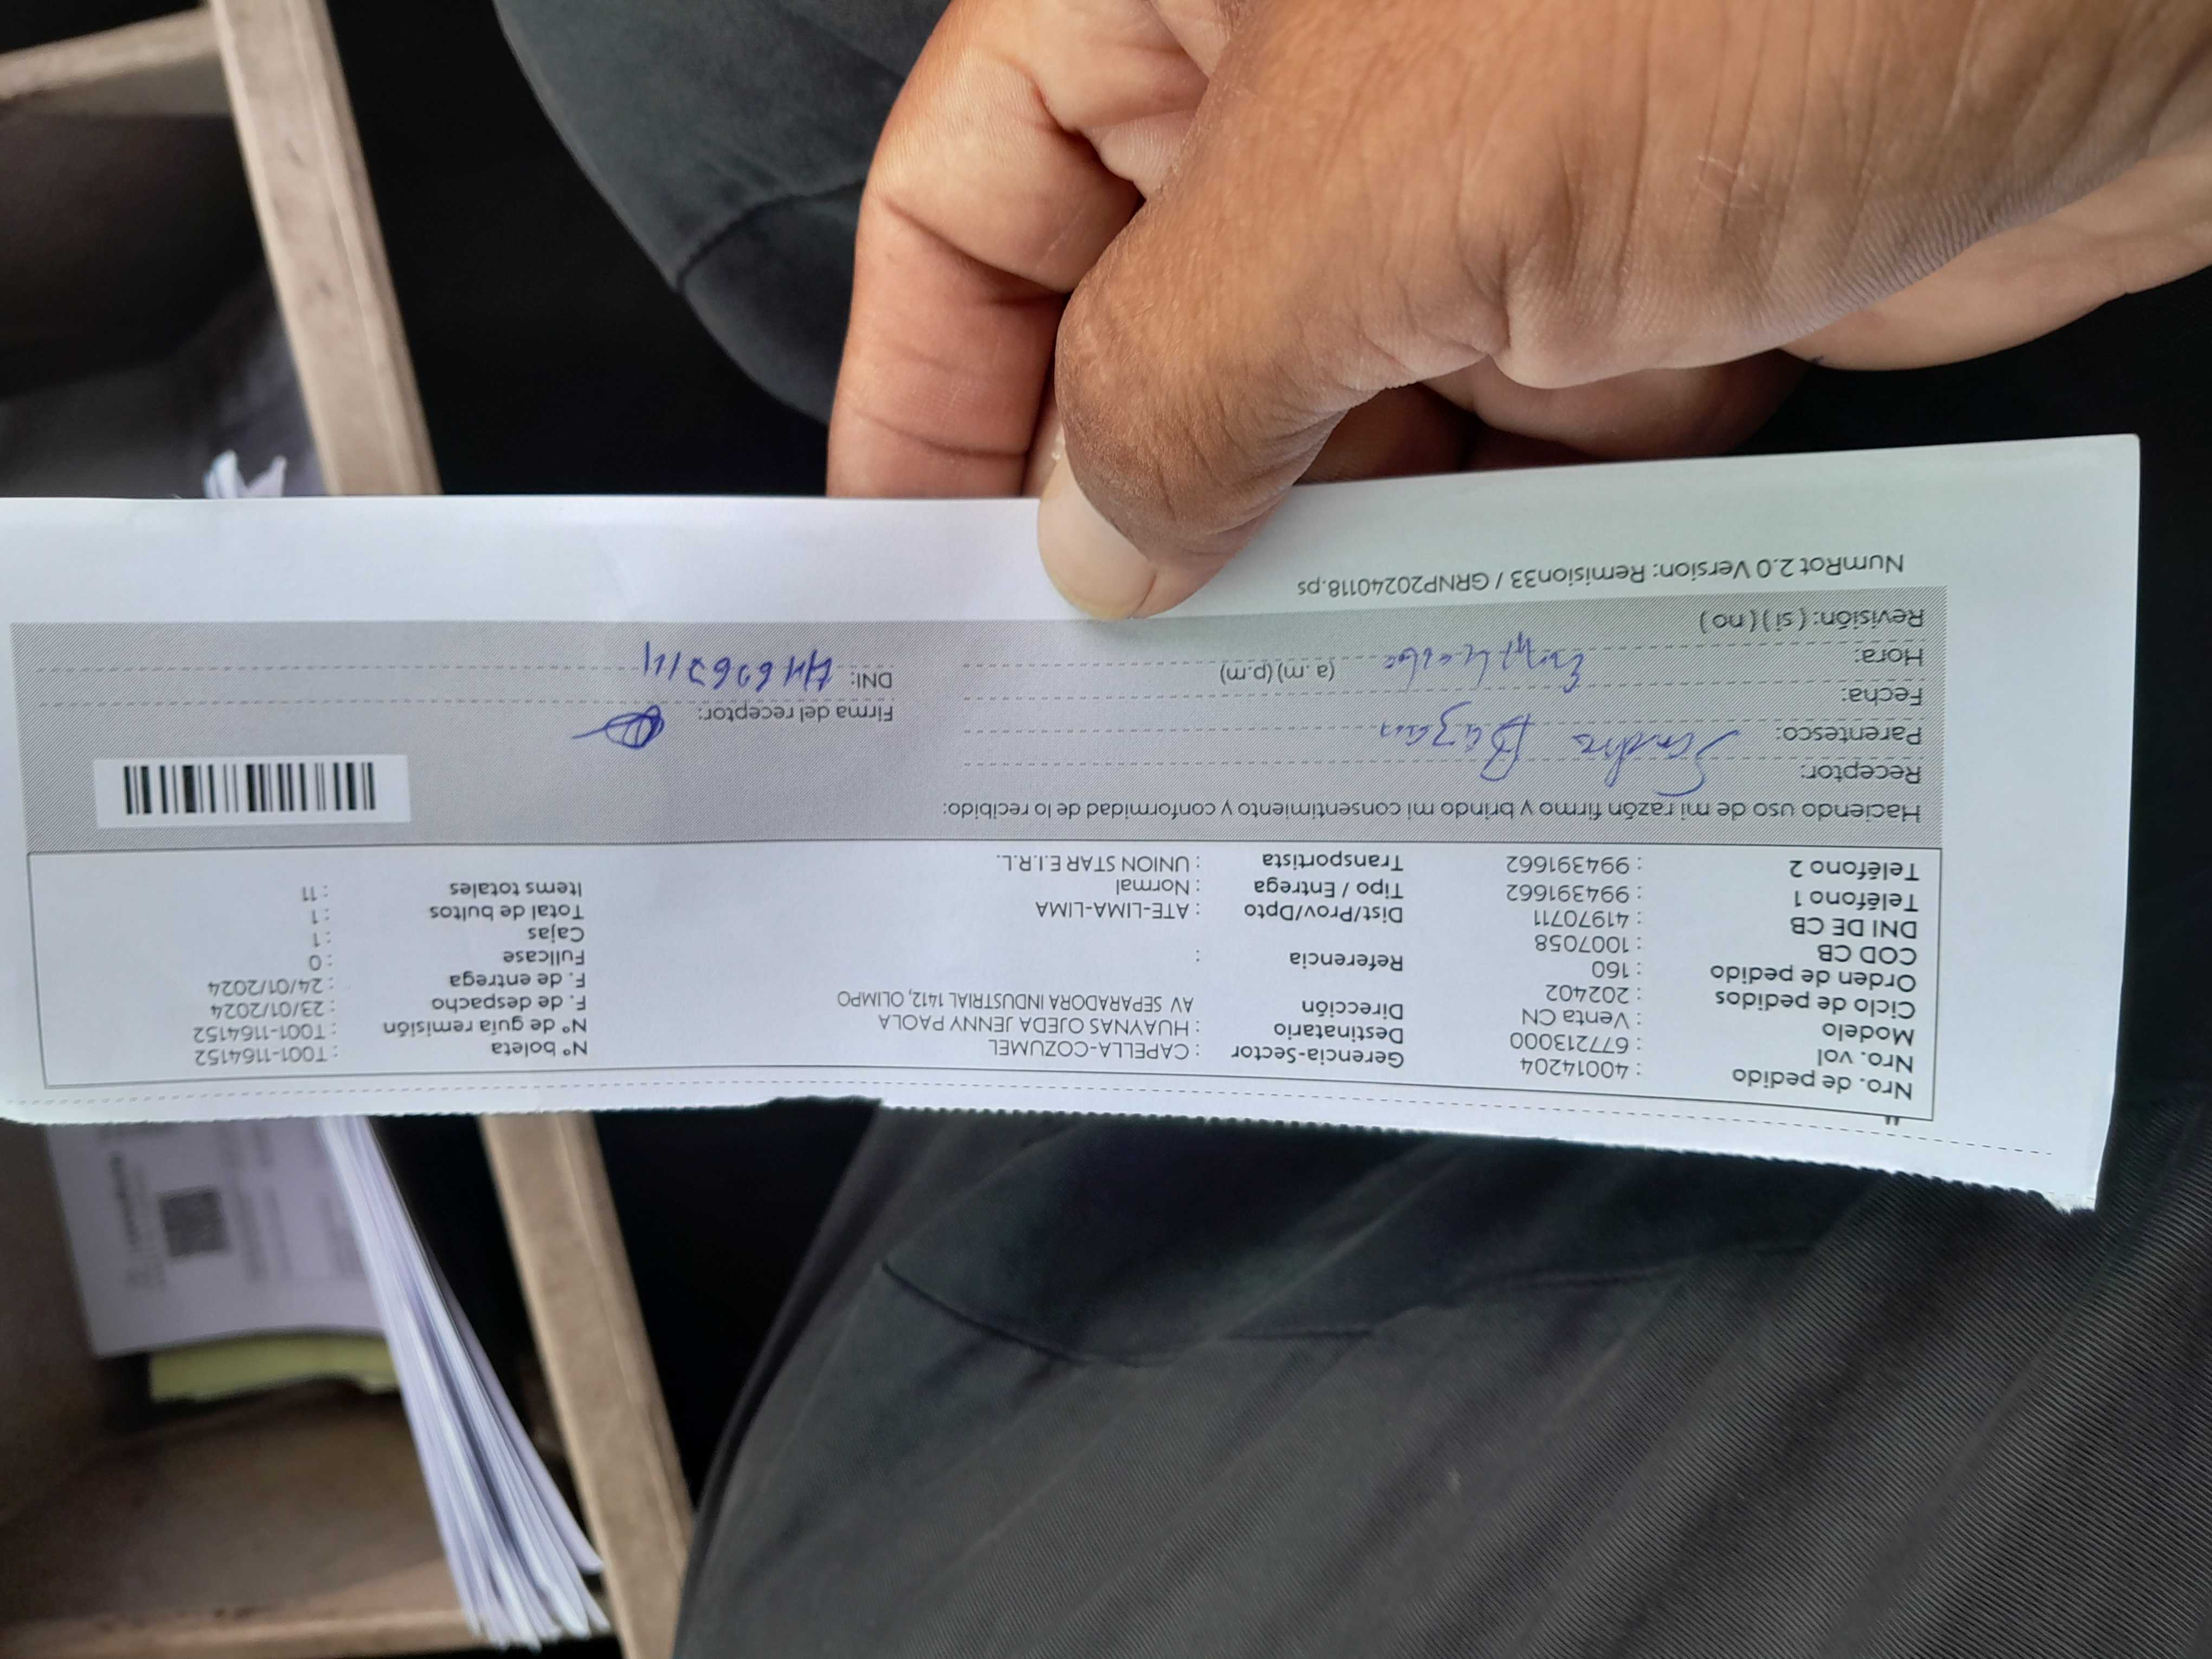 Nro. de pedido : 40014204 Gerencia-Sector : CAPELLA-COZUMEL N° boleta : T001-1164152
Nro. vol : 677213000 Destinatario : HUAYNAS OJEDA JENNY PAOLA N° de guía remisión : T001-1164152
Modelo : Venta CN Dirección AV SEPARADORA INDUSTRIAL 1412, OLIMPO F. de despacho : 23/01/2024
Ciclo de pedidos : 202402 F. de entrega : 24/01/2024
Orden de pedido : 160 Referencia : Fullcase : 0
COD CB : 1007058 Cajas : 1
DNI DE CB : 41970711 Dist/Prov/Dpto : ATE-LIMA-LIMA Total de bultos : 1
Teléfono 1 : 994391662 Tipo / Entrega : Normal Items totales : 11
Teléfono 2 : 994391662 Transportista : UNION STAR E.I.R.L.
Haciendo uso de mi razón firmo y brindo mi consentimiento y conformidad de lo recibido:
Receptor:
Parentesco: Sandra Bazan
Fecha: Firma del receptor:
Hora: (a.m) (p.m) DNI:
Revisión: ( si ) ( no )
NumRot 2.0 Version: Remision33 / GRNP20240118.ps